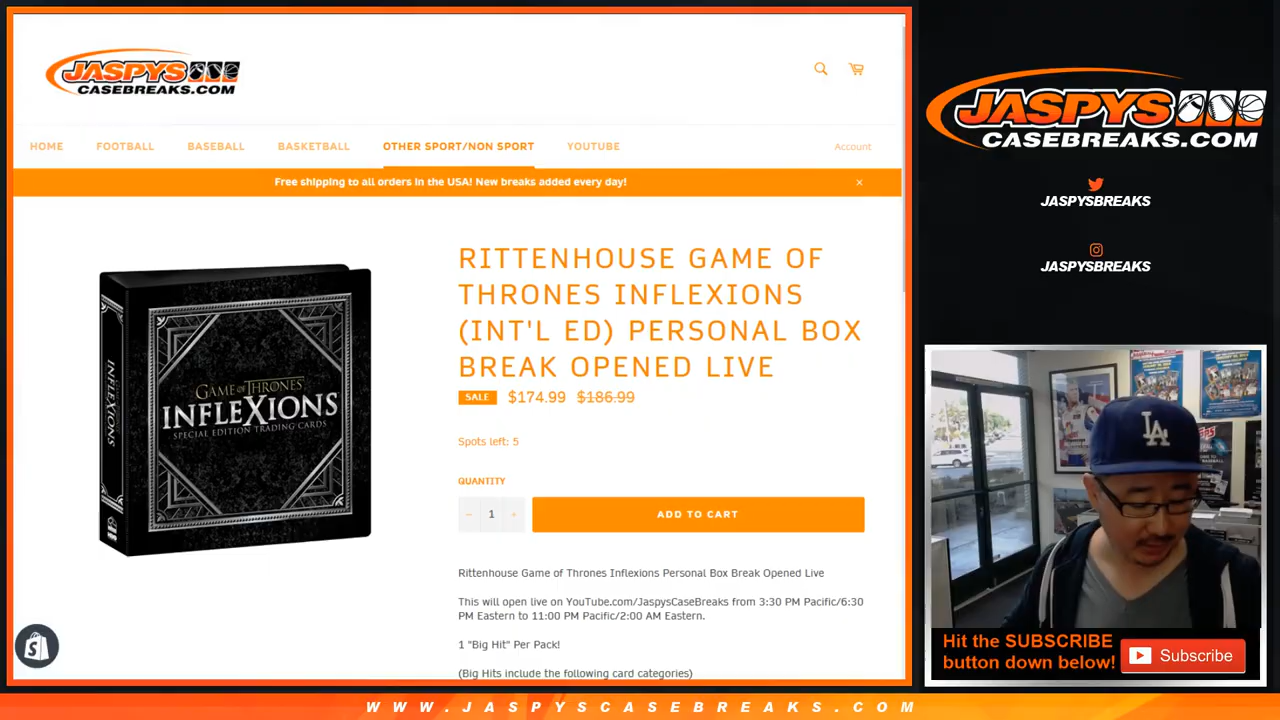 JASPYS
CASEBREAKS.COM
HOME FOOTBALL BASEBALL BASKETBALL OTHER SPORT/NON SPORT YOUTUBE Account
Free shipping to all orders in the USA! New breaks added every day! ×
RITTENHOUSE GAME OF
THRONES INFLEXIONS
(INT'L ED) PERSONAL BOX
BREAK OPENED LIVE
SALE $174.99 $186.99
Spots left: 5
QUANTITY
− 1 + ADD TO CART
Rittenhouse Game of Thrones Inflexions Personal Box Break Opened Live
This will open live on YouTube.com/JaspysCaseBreaks from 3:30 PM Pacific/6:30
PM Eastern to 11:00 PM Pacific/2:00 AM Eastern.
1 "Big Hit" Per Pack!
(Big Hits include the following card categories)
INFLEXIONS
GAME OF THRONES
INFLEXIONS
SPECIAL EDITION TRADING CARDS
JASPYS
CASEBREAKS.COM
JASPYSBREAKS
JASPYSBREAKS
LA
Hit the SUBSCRIBE
button down below!
Subscribe
WWW.JASPYSCASEBREAKS.COM